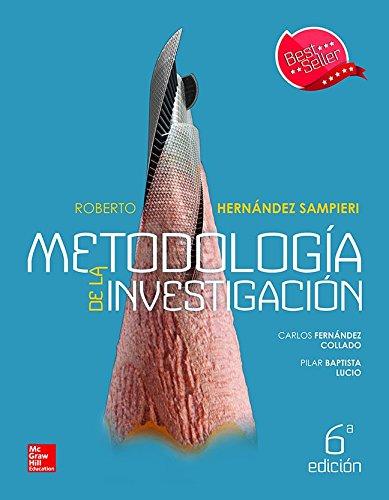 Best
Seller
ROBERTO HERNÁNDEZ SAMPIERI
METODOLOGÍA
DE LA
INVESTIGACIÓN
CARLOS FERNÁNDEZ
COLLADO
PILAR BAPTISTA
LUCIO
Mc
Graw
Hill
Education
6ª
edición